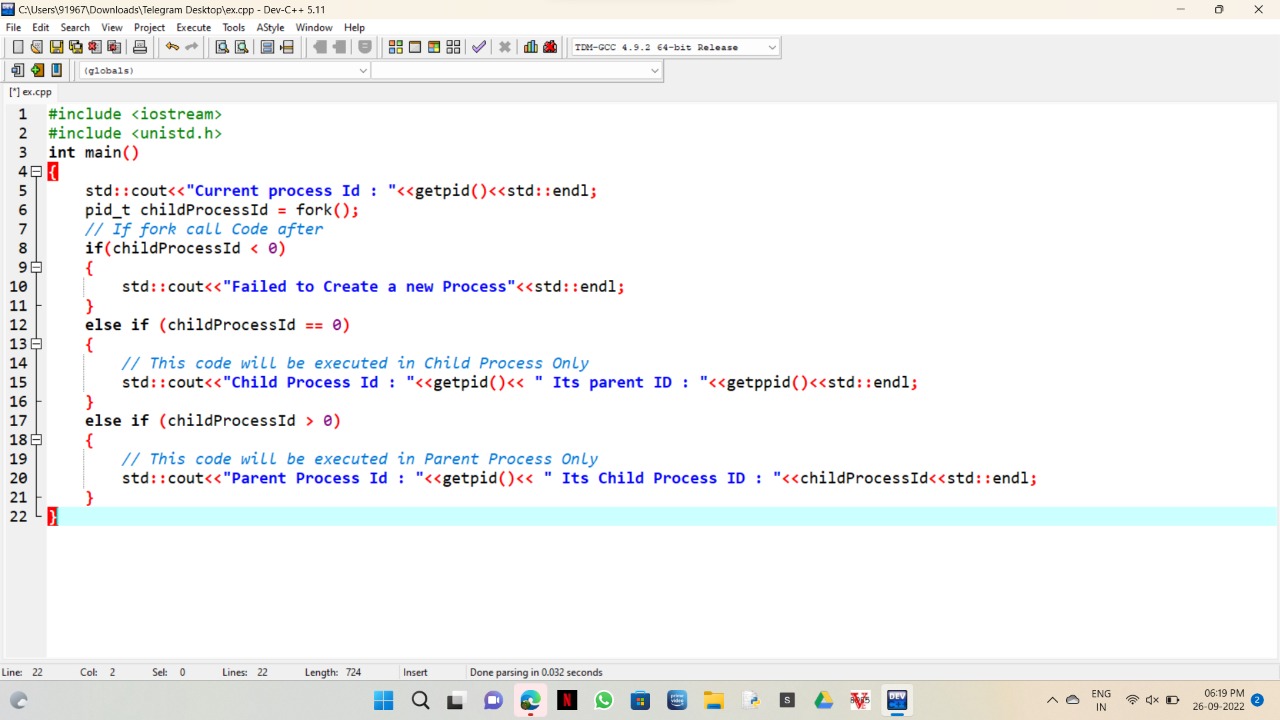 C:\Users\91967\Downloads\Telegram Desktop\ex.cpp - Dev-C++ 5.11
File Edit Search View Project Execute Tools AStyle Window Help
TDM-GCC 4.9.2 64-bit Release
(globals)
[*] ex.cpp
1 #include <iostream>
2 #include <unistd.h>
3 int main()
4 {
5 std::cout<<"Current process Id : "<<getpid()<<std::endl;
6 pid_t childProcessId = fork();
7 // If fork call Code after
8 if(childProcessId < 0)
9 {
10 std::cout<<"Failed to Create a new Process"<<std::endl;
11 }
12 else if (childProcessId == 0)
13 {
14 // This code will be executed in Child Process Only
15 std::cout<<"Child Process Id : "<<getpid()<< " Its parent ID : "<<getppid()<<std::endl;
16 }
17 else if (childProcessId > 0)
18 {
19 // This code will be executed in Parent Process Only
20 std::cout<<"Parent Process Id : "<<getpid()<< " Its Child Process ID : "<<childProcessId<<std::endl;
21 }
22 }
Line: 22 Col: 2 Sel: 0 Lines: 22 Length: 724 Insert Done parsing in 0.032 seconds
ENG 06:19 PM
IN 26-09-2022 2